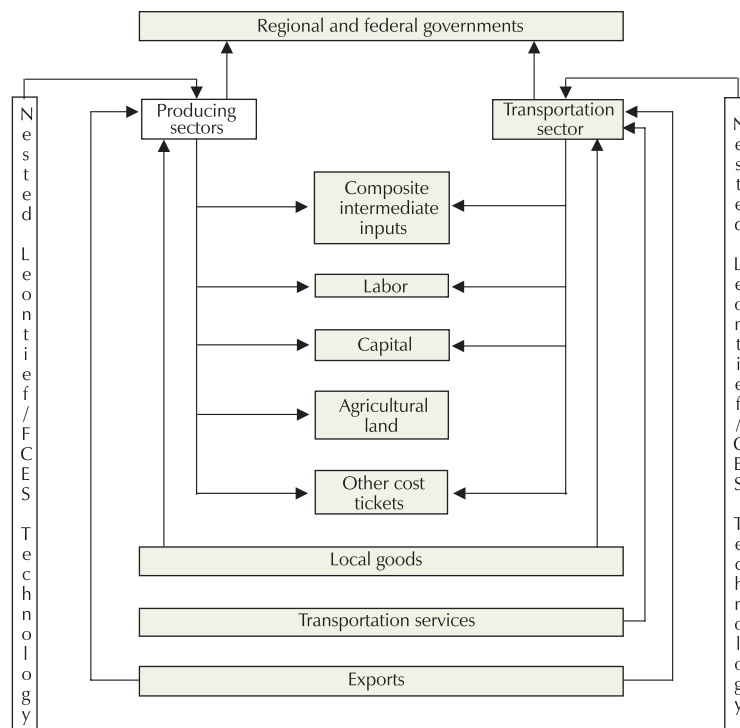 Regional and federal governments
Nested Leontief/FCES Technology
Producing
sectors
Transportation
sector
Composite
intermediate
inputs
Labor
Capital
Agricultural
land
Other cost
tickets
Local goods
Transportation services
Exports